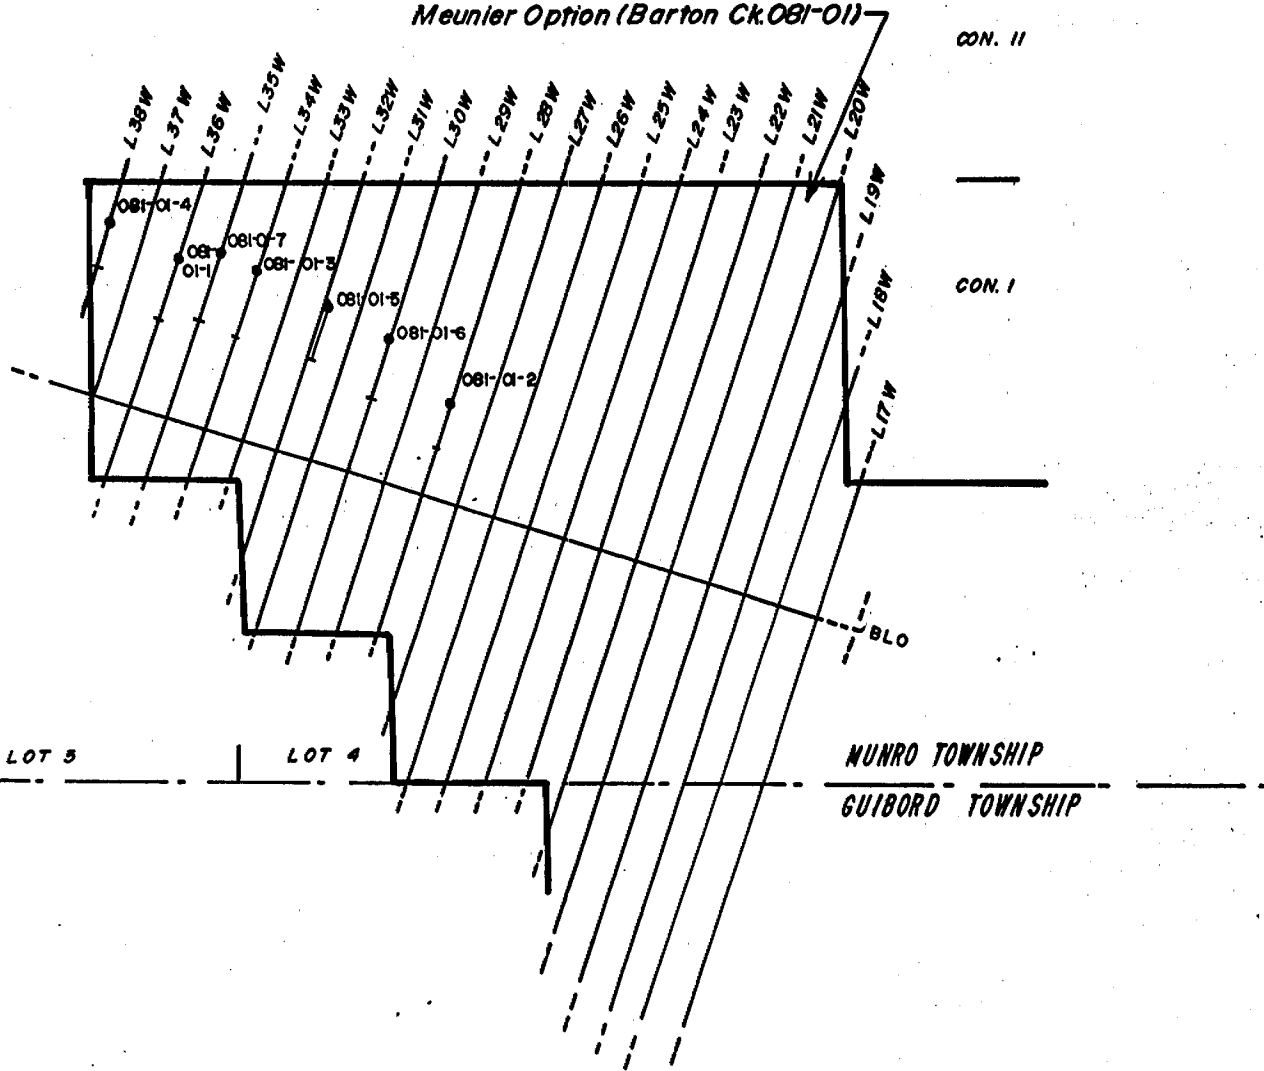 Meunier Option (Barton Ck.081-01)
CON. II
L38W
L37W
L36W
L35W
L34W
L33W
L32W
L31W
L30W
L29W
L28W
L27W
L26W
L25W
L24W
L23W
L22W
L21W
L20W
L19W
L18W
L17W
CON. I
081-01-4
081-
01-1
081-0-7
081-01-3
081-01-5
081-01-6
081-01-2
BLO
LOT 5
LOT 4
MUNRO TOWNSHIP
GUIBORD TOWNSHIP